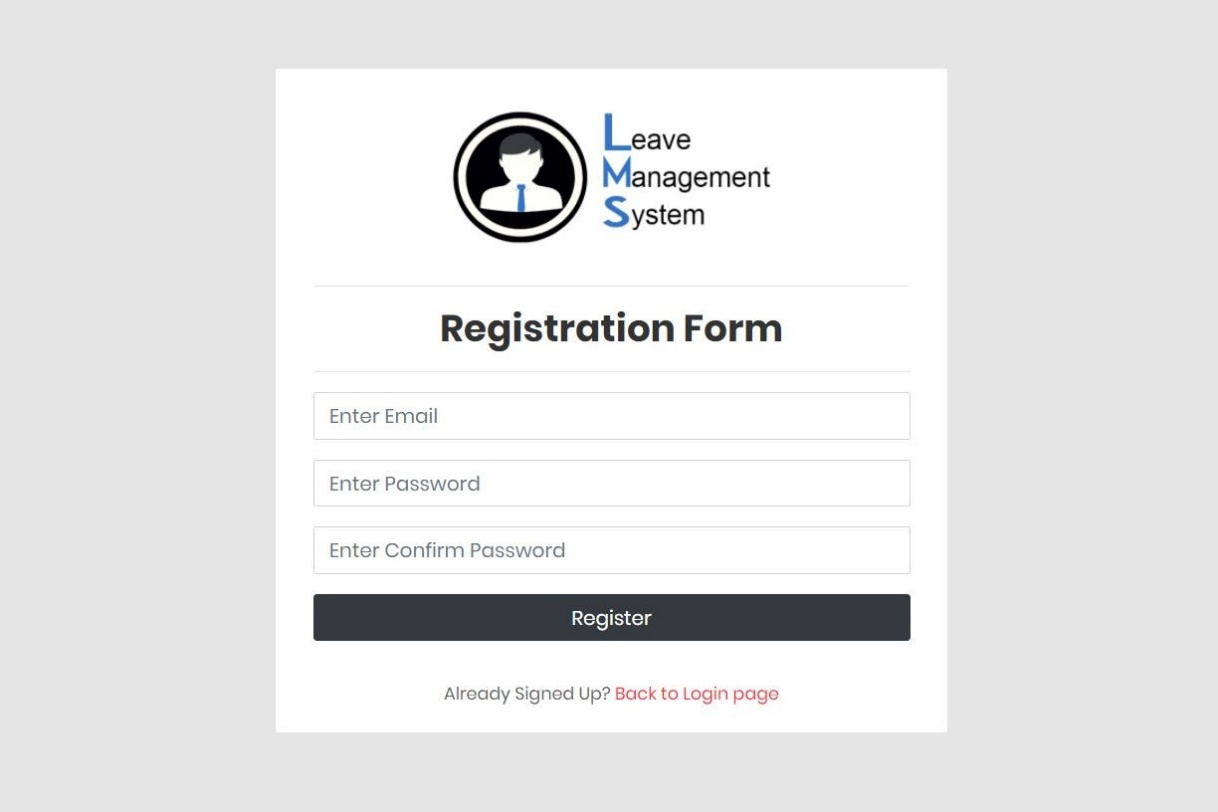 Leave
Management
System
Registration Form
Enter Email
Enter Password
Enter Confirm Password
Register
Already Signed Up? Back to Login page